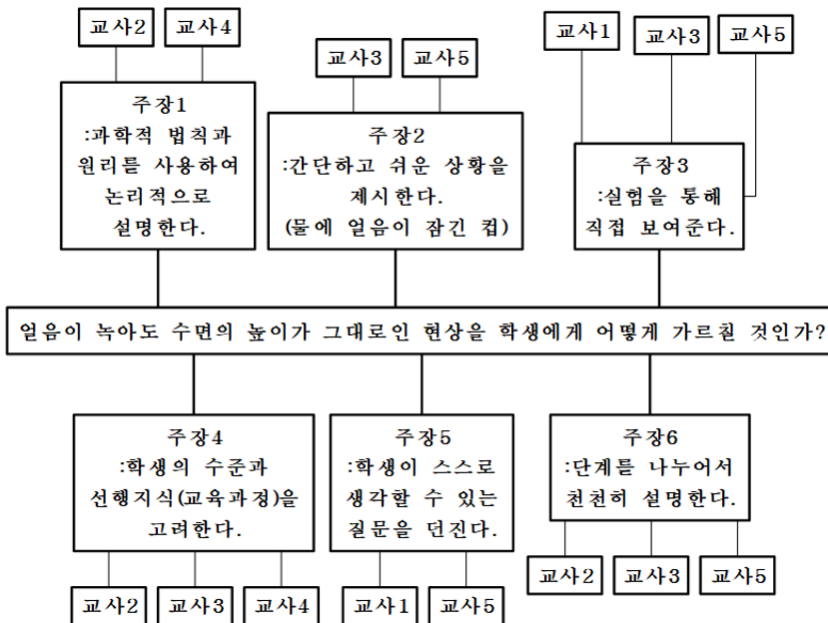 교사2
교사4
교사3
교사5
교사1
교사3
교사5
주장1
:과학적 법칙과
원리를 사용하여
논리적으로
설명한다.
주장2
:간단하고 쉬운 상황을
제시한다.
(물에 얼음이 잠긴 컵)
주장3
:실험을 통해
직접 보여준다.
얼음이 녹아도 수면의 높이가 그대로인 현상을 학생에게 어떻게 가르칠 것인가?
주장4
:학생의 수준과
선행지식(교육과정)을
고려한다.
주장5
:학생이 스스로
생각할 수 있는
질문을 던진다.
주장6
:단계를 나누어서
천천히 설명한다.
교사2
교사3
교사4
교사1
교사5
교사2
교사3
교사5